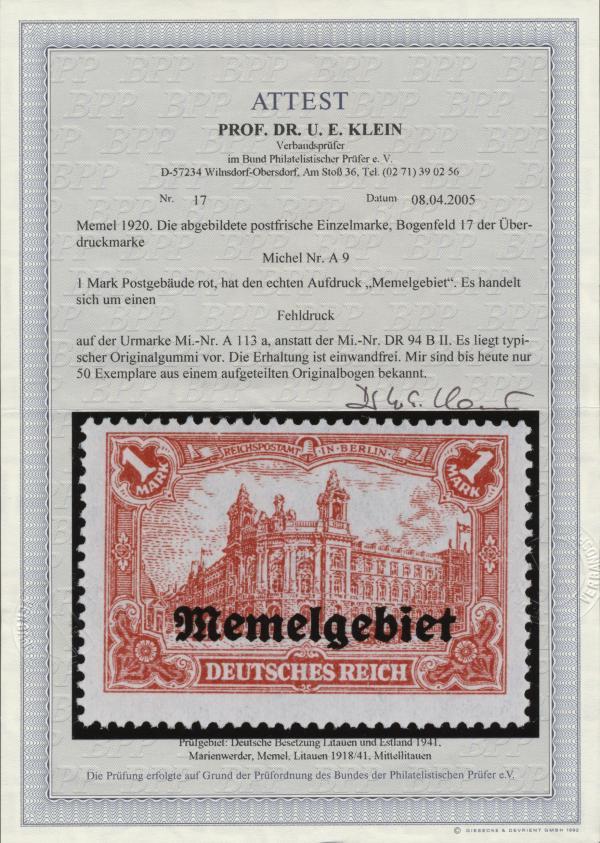 ATTEST
PROF. DR. U. E. KLEIN
Verbandsprüfer
im Bund Philatelistischer Prüfer e. V.
D-57234 Wilnsdorf-Obersdorf, Am Stoß 36, Tel. (02 71) 39 02 56
Nr. 17 Datum 08.04.2005
Memel 1920. Die abgebildete postfrische Einzelmarke, Bogenfeld 17 der Über-
druckmarke
Michel Nr. A 9
1 Mark Postgebäude rot, hat den echten Aufdruck „Memelgebiet“. Es handelt
sich um einen
Fehldruck
auf der Urmarke Mi.-Nr. A 113 a, anstatt der Mi.-Nr. DR 94 B II. Es liegt typi-
scher Originalgummi vor. Die Erhaltung ist einwandfrei. Mir sind bis heute nur
50 Exemplare aus einem aufgeteilten Originalbogen bekannt.
REICHSPOSTAMT IN BERLIN
1 MARK
1 MARK
Memelgebiet
DEUTSCHES REICH
Prüfgebiet: Deutsche Besetzung Litauen und Estland 1941,
Marienwerder, Memel, Litauen 1918/41, Mittellitauen
Die Prüfung erfolgte auf Grund der Prüfordnung des Bundes der Philatelistischen Prüfer e.V.
© GIESECKE & DEVRIENT GMBH 1992